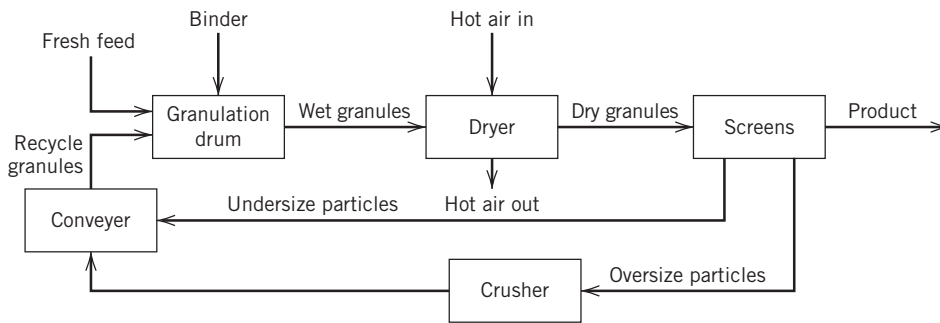 Binder
Hot air in
Fresh feed
Granulation
drum
Wet granules
Dryer
Dry granules
Screens
Product
Recycle
granules
Conveyer
Undersize particles
Hot air out
Crusher
Oversize particles